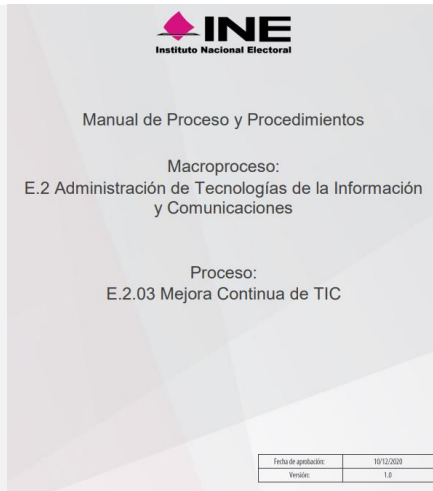 INE
Instituto Nacional Electoral
Manual de Proceso y Procedimientos
Macroproceso:
E.2 Administración de Tecnologías de la Información
y Comunicaciones
Proceso:
E.2.03 Mejora Continua de TIC
Fecha de aprobación: 10/12/2020
Versión: 1.0